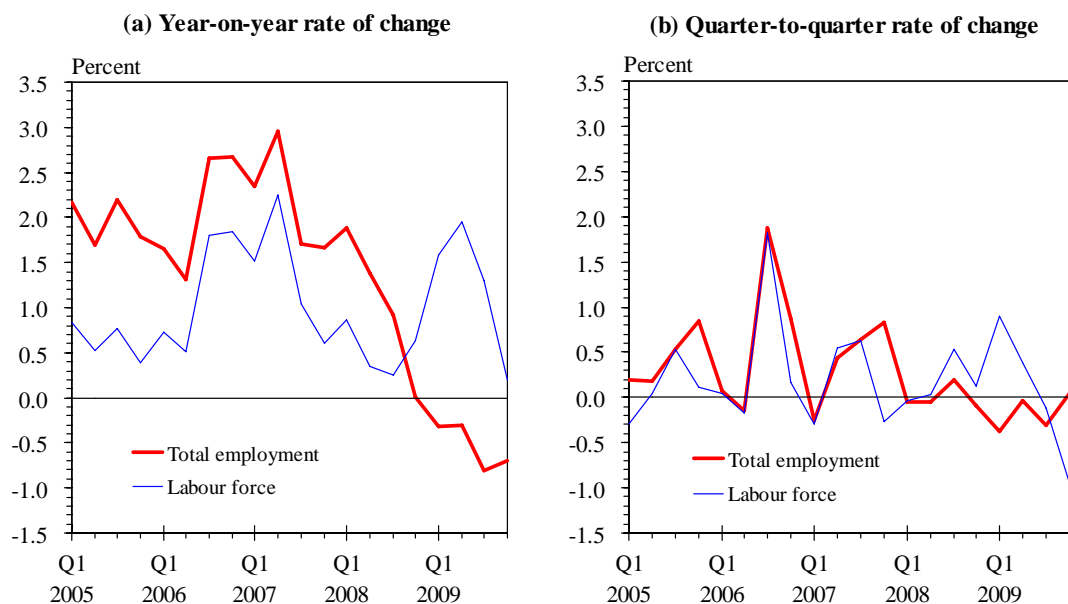 (a) Year-on-year rate of change
Percent
3.5
3.0
2.5
2.0
1.5
1.0
0.5
0.0
-0.5
-1.0
-1.5
Total employment
Labour force
Q1 Q1 Q1 Q1 Q1
2005 2006 2007 2008 2009
(b) Quarter-to-quarter rate of change
Percent
3.5
3.0
2.5
2.0
1.5
1.0
0.5
0.0
-0.5
-1.0
-1.5
Total employment
Labour force
Q1 Q1 Q1 Q1 Q1
2005 2006 2007 2008 2009